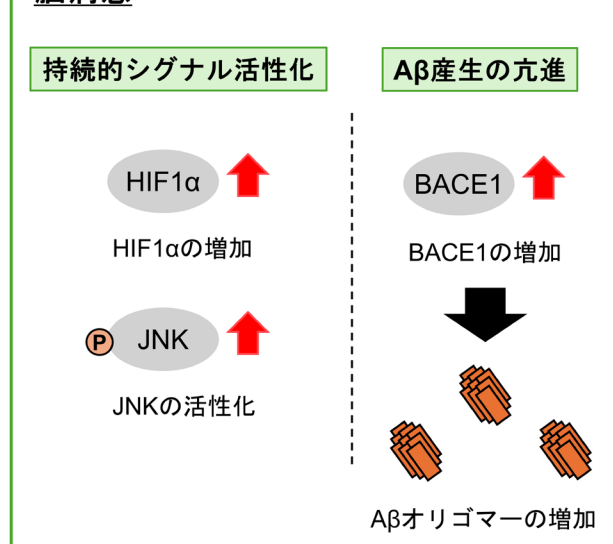 持続的シグナル活性化
HIF1α
HIF1αの増加
P
JNK
JNKの活性化
Aβ産生の亢進
BACE1
BACE1の増加
Aβオリゴマーの増加